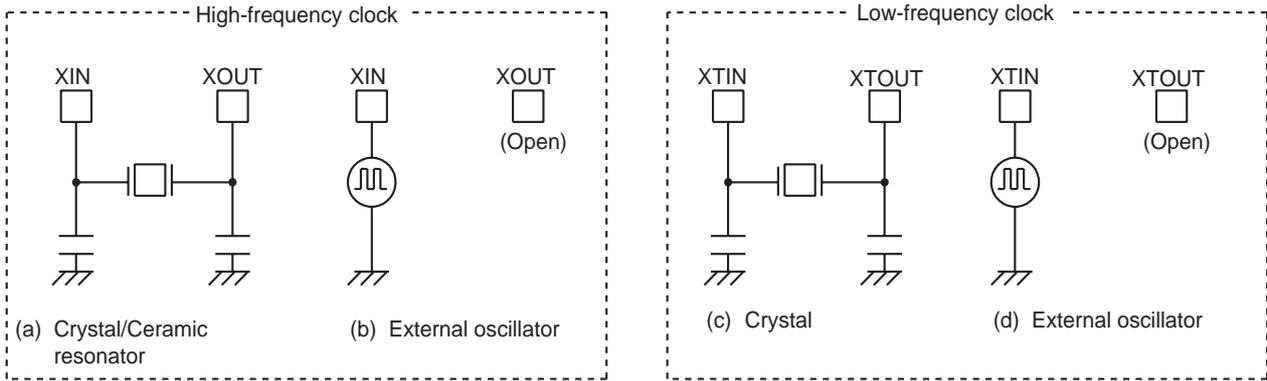 High-frequency clock
XIN
XOUT
XIN
XOUT
(Open)
(a) Crystal/Ceramic
resonator
(b) External oscillator
Low-frequency clock
XTIN
XTOUT
XTIN
XTOUT
(Open)
(c) Crystal
(d) External oscillator